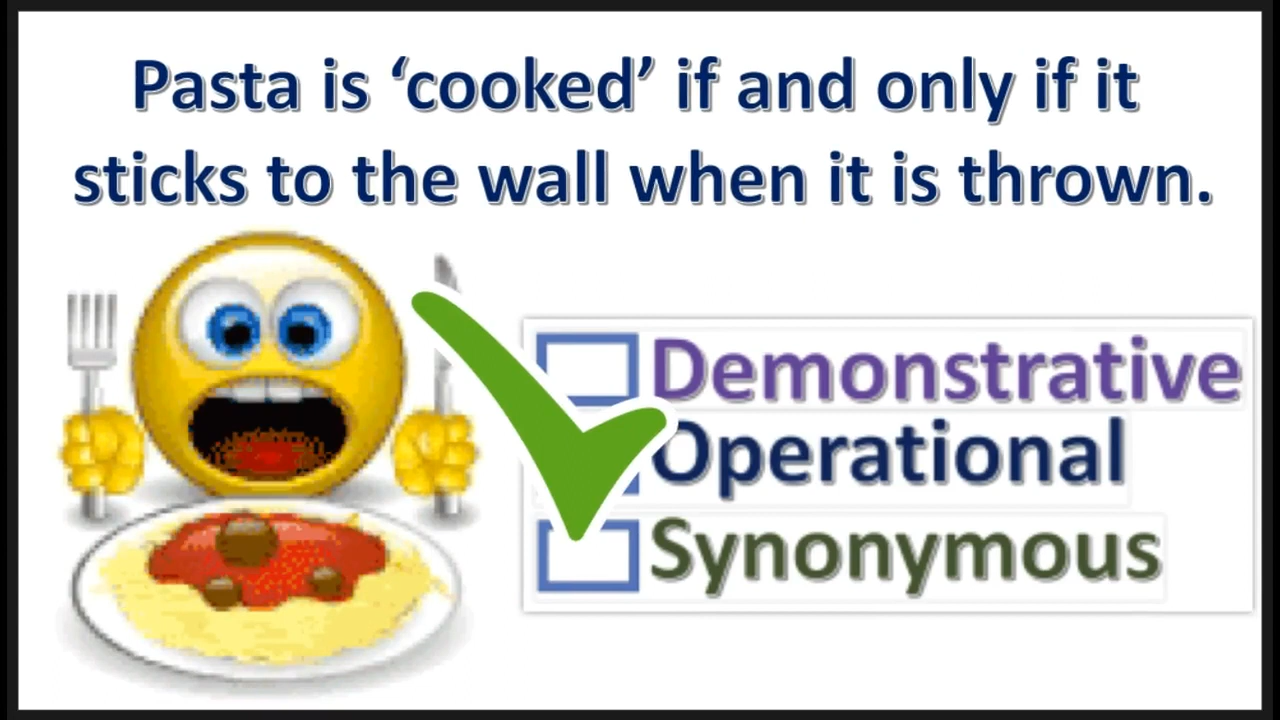 Pasta is ‘cooked’ if and only if it
sticks to the wall when it is thrown.
Demonstrative
Operational
Synonymous